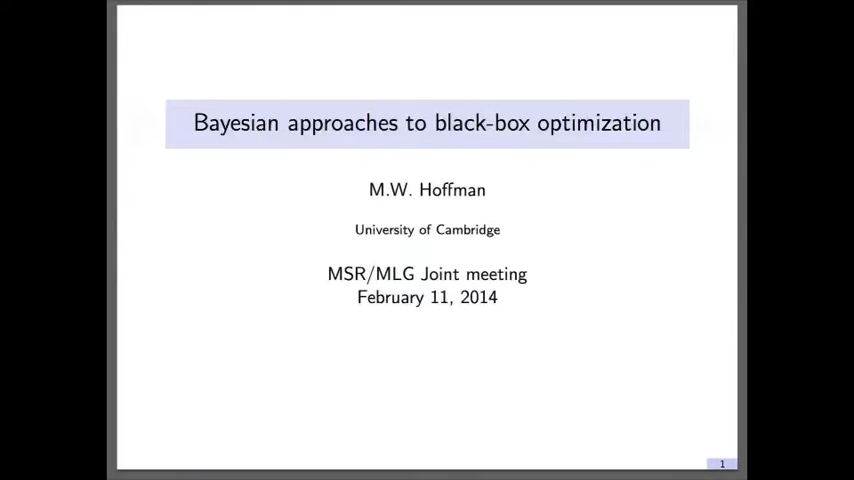 Bayesian approaches to black-box optimization
M.W. Hoffman
University of Cambridge
MSR/MLG Joint meeting
February 11, 2014
1